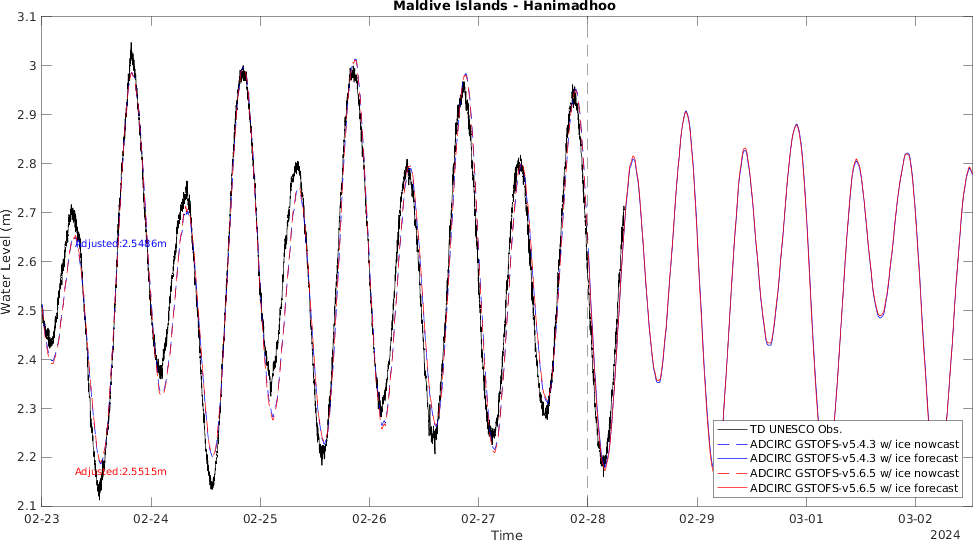 Maldive Islands - Hanimadhoo
3.1
3
2.9
2.8
2.7
2.6
2.5
2.4
2.3
2.2
2.1
Water Level (m)
Adjusted:2.5486m
Adjusted:2.5515m
TD UNESCO Obs.
ADCIRC GSTOFS-v5.4.3 w/ ice nowcast
ADCIRC GSTOFS-v5.4.3 w/ ice forecast
ADCIRC GSTOFS-v5.6.5 w/ ice nowcast
ADCIRC GSTOFS-v5.6.5 w/ ice forecast
02-23 02-24 02-25 02-26 02-27 02-28 02-29 03-01 03-02
Time
2024